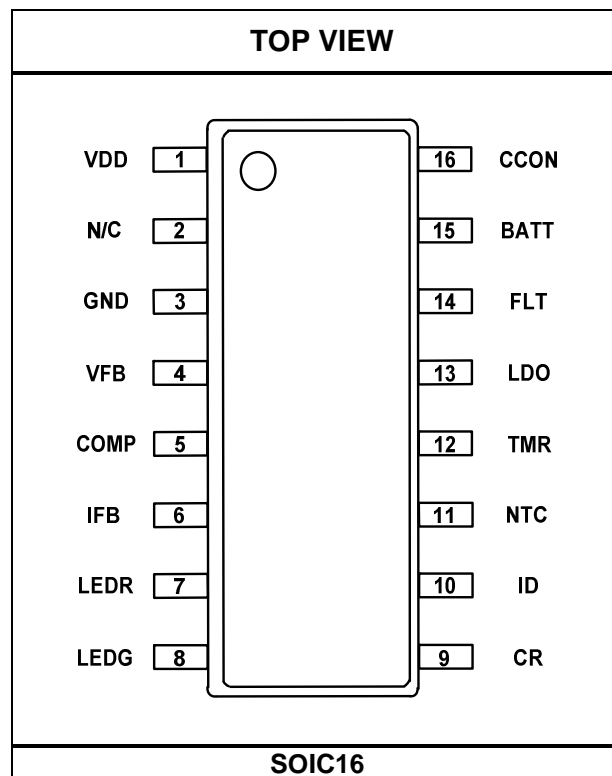 TOP VIEW
VDD 1 16 CCON
N/C 2 15 BATT
GND 3 14 FLT
VFB 4 13 LDO
COMP 5 12 TMR
IFB 6 11 NTC
LEDR 7 10 ID
LEDG 8 9 CR
SOIC16